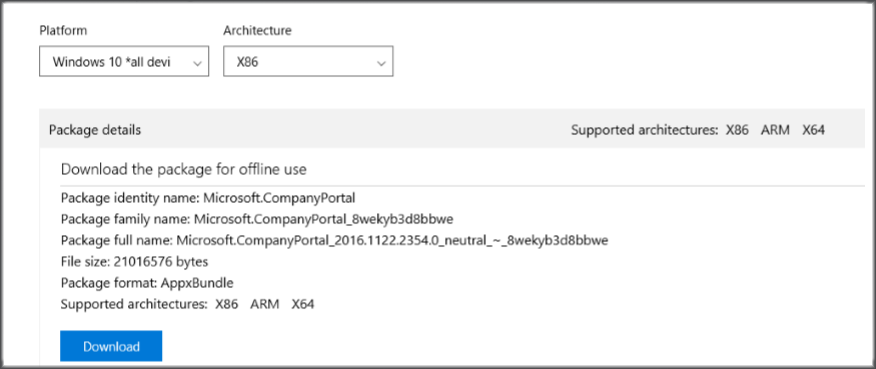 Platform Architecture
Windows 10 *all devi X86
Package details Supported architectures: X86 ARM X64
Download the package for offline use
Package identity name: Microsoft.CompanyPortal
Package family name: Microsoft.CompanyPortal_8wekyb3d8bbwe
Package full name: Microsoft.CompanyPortal_2016.1122.2354.0_neutral_~_8wekyb3d8bbwe
File size: 21016576 bytes
Package format: AppxBundle
Supported architectures: X86 ARM X64
Download